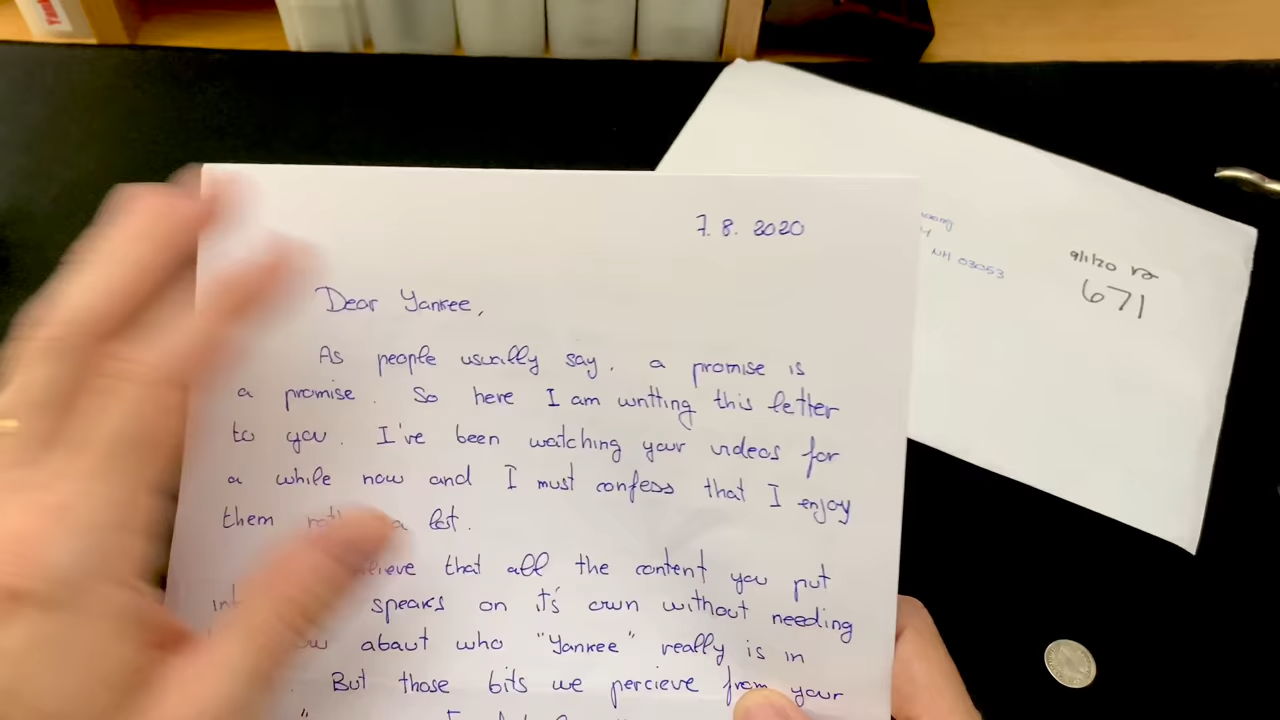 7. 8. 2020
Dear Yankee,
As people usually say, a promise is
a promise. So here I am writting this letter
to you. I've been watching your videos for
a while now and I must confess that I enjoy
them a lot.
that all the content you put
speaks on it's own without needing
about who "Yankee" really is in
But those bits we percieve from your
NH 03053
9/1/20
671